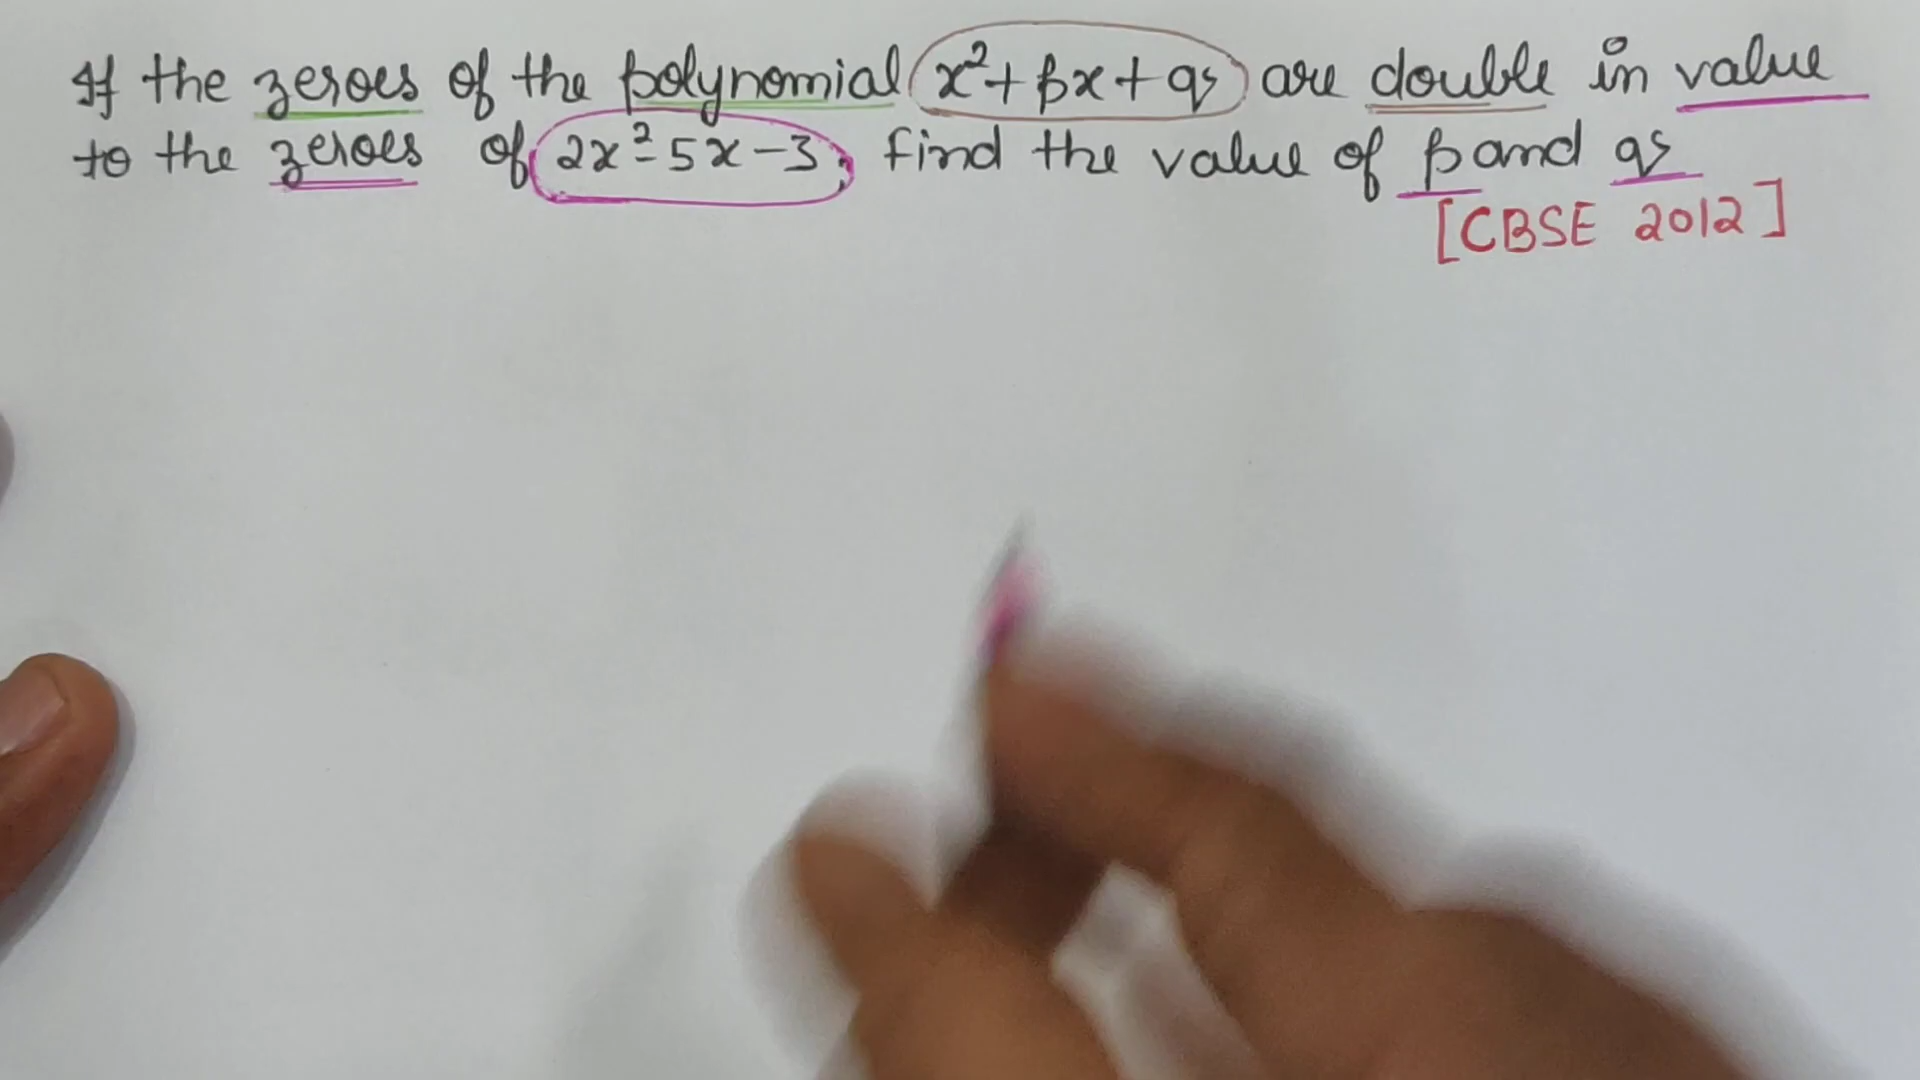 If the zeroes of the polynomial x²+px+q are double in value
to the zeroes of 2x²-5x-3, find the value of p and q
[CBSE 2012]